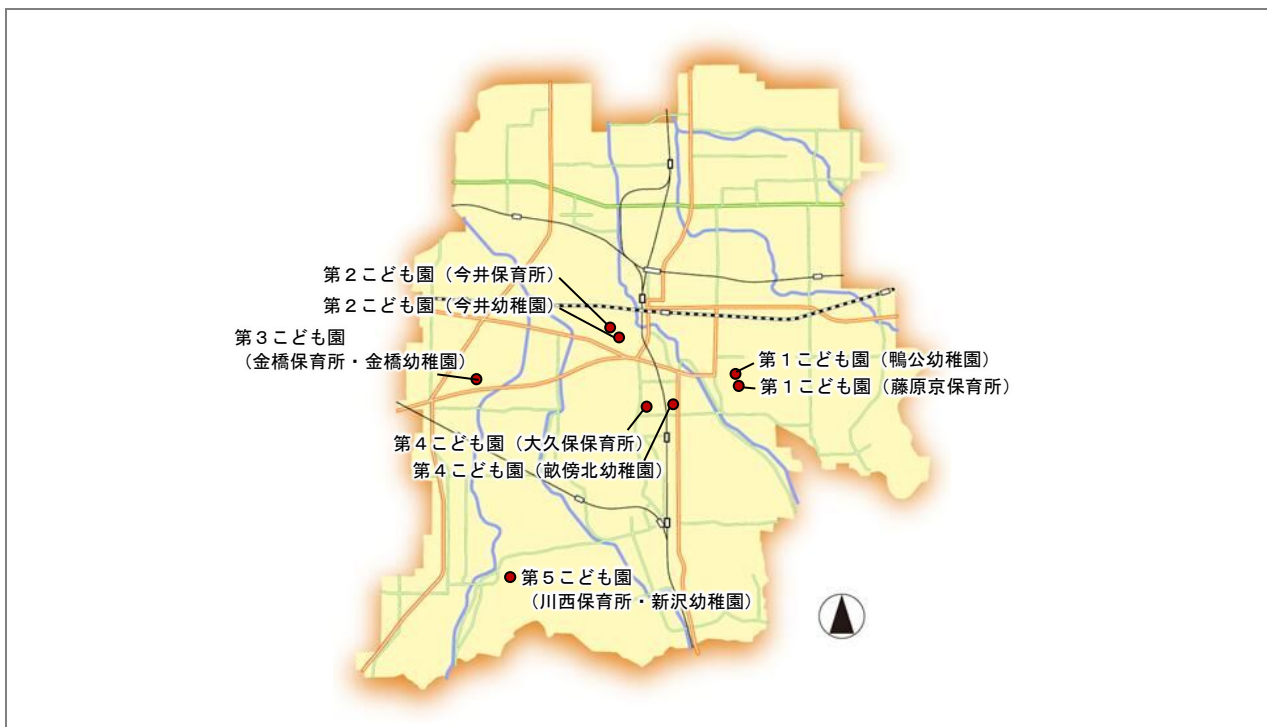 第２こども園（今井保育所）
第２こども園（今井幼稚園）
第３こども園
（金橋保育所・金橋幼稚園）
第１こども園（鴨公幼稚園）
第１こども園（藤原京保育所）
第４こども園（大久保保育所）
第４こども園（畝傍北幼稚園）
第５こども園
（川西保育所・新沢幼稚園）